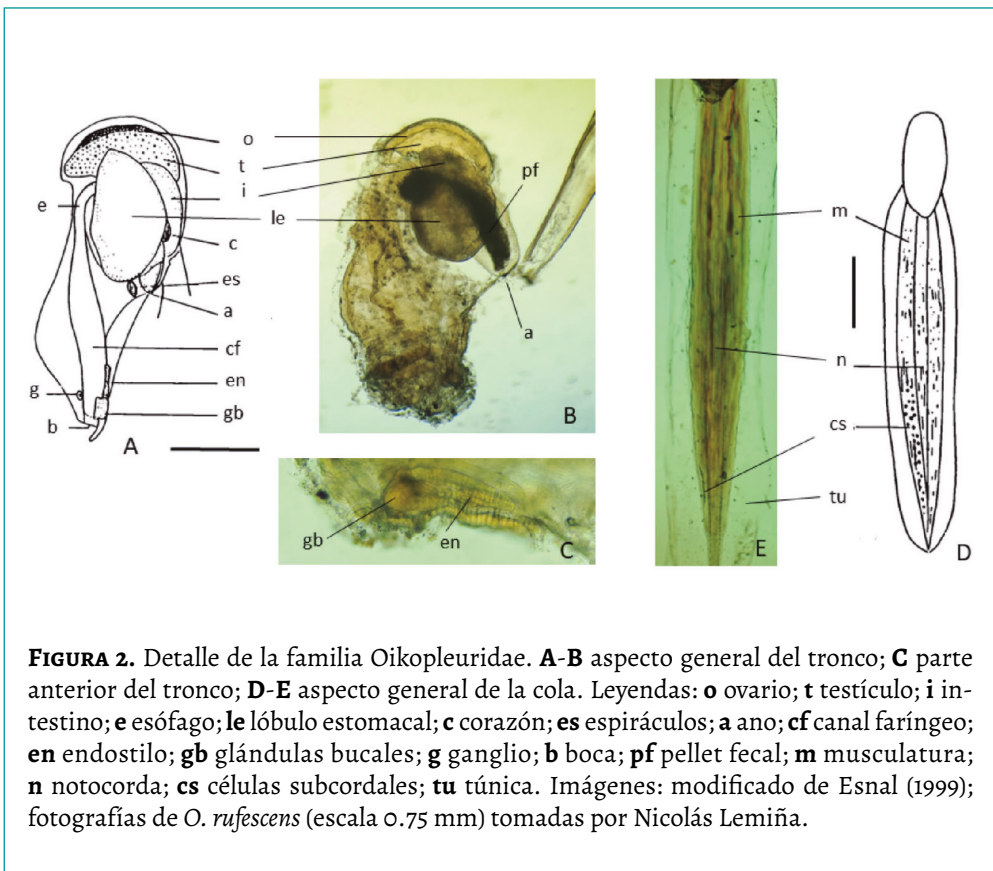 o
t
i
e
le
c
es
a
cf
en
g
gb
b
A
pf
a
B
gb
en
C
m
n
cs
tu
E
D
FIGURA 2. Detalle de la familia Oikopleuridae. A-B aspecto general del tronco; C parte
anterior del tronco; D-E aspecto general de la cola. Leyendas: o ovario; t testículo; i in-
testino; e esófago; le lóbulo estomacal; c corazón; es espiráculos; a ano; cf canal faríngeo;
en endostilo; gb glándulas bucales; g ganglio; b boca; pf pellet fecal; m musculatura;
n notocorda; cs células subcordales; tu túnica. Imágenes: modificado de Esnal (1999);
fotografías de O. rufescens (escala 0.75 mm) tomadas por Nicolás Lemiña.